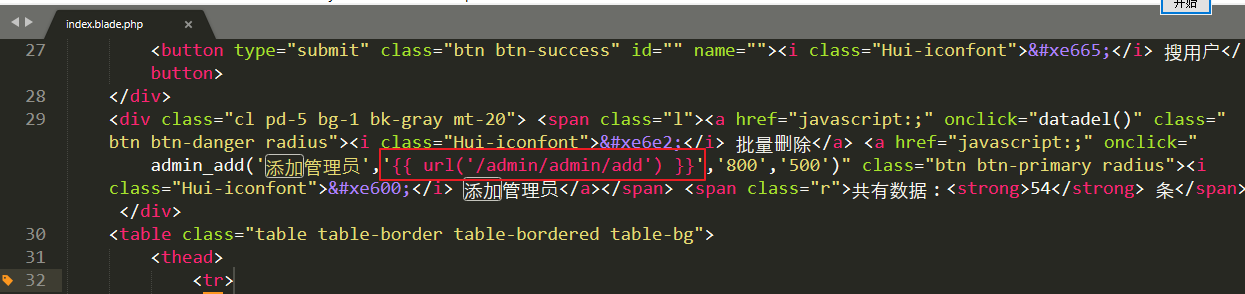 开始
index.blade.php ×
27 <button type="submit" class="btn btn-success" id="" name=""><i class="Hui-iconfont">&#xe665;</i> 搜用户</
button>
28 </div>
29 <div class="cl pd-5 bg-1 bk-gray mt-20"> <span class="l"><a href="javascript:;" onclick="datadel()" class="
btn btn-danger radius"><i class="Hui-iconfont">&#xe6e2;</i> 批量删除</a> <a href="javascript:;" onclick="
admin_add('添加管理员','{{ url('/admin/admin/add') }}','800','500')" class="btn btn-primary radius"><i
class="Hui-iconfont">&#xe600;</i> 添加管理员</a></span> <span class="r">共有数据：<strong>54</strong> 条</span>
</div>
30 <table class="table table-border table-bordered table-bg">
31 <thead>
32 <tr>